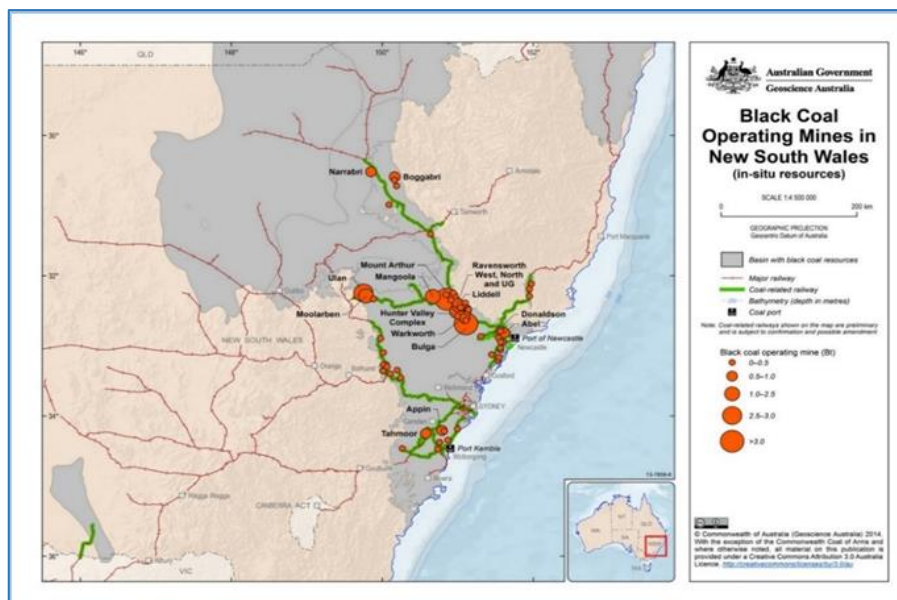 146°
148°
150°
152°
QLD
30°
Narrabri
Boggabri
Armidale
Tamworth
Port Macquarie
32°
Mount Arthur
Mangoola
Ravensworth
West, North
and UG
Liddell
Ulan
Dubbo
Moolarben
Hunter Valley
Complex
Warkworth
Bulga
Donaldson
Abel
Port of Newcastle
Newcastle
NEW SOUTH WALES
Orange
Bathurst
Gosford
Richmond
SYDNEY
34°
Appin
Camden
Tahmoor
Port Kembla
Wollongong
Goulburn
Nowra
Wagga Wagga
CANBERRA ACT
36°
Albury
VIC
WA
NT
SA
QLD
NSW
Australian Government
Geoscience Australia
Black Coal
Operating Mines in
New South Wales
(in-situ resources)
SCALE 1:4 500 000
0
200 km
GEOGRAPHIC PROJECTION
Geocentric Datum of Australia
Basin with black coal resources
Major railway
Coal-related railway
Bathymetry (depth in metres)
Coal port
Note: Coal-related railways shown on the map are preliminary
and is subject to confirmation and possible amendment
Black coal operating mine (Bt)
0–0.5
0.5–1.0
1.0–2.5
2.5–3.0
>3.0
© Commonwealth of Australia (Geoscience Australia) 2014.
With the exception of the Commonwealth Coat of Arms and
where otherwise noted, all material on this publication is
provided under a Creative Commons Attribution 3.0 Australia
Licence. http://creativecommons.org/licenses/by/3.0/au